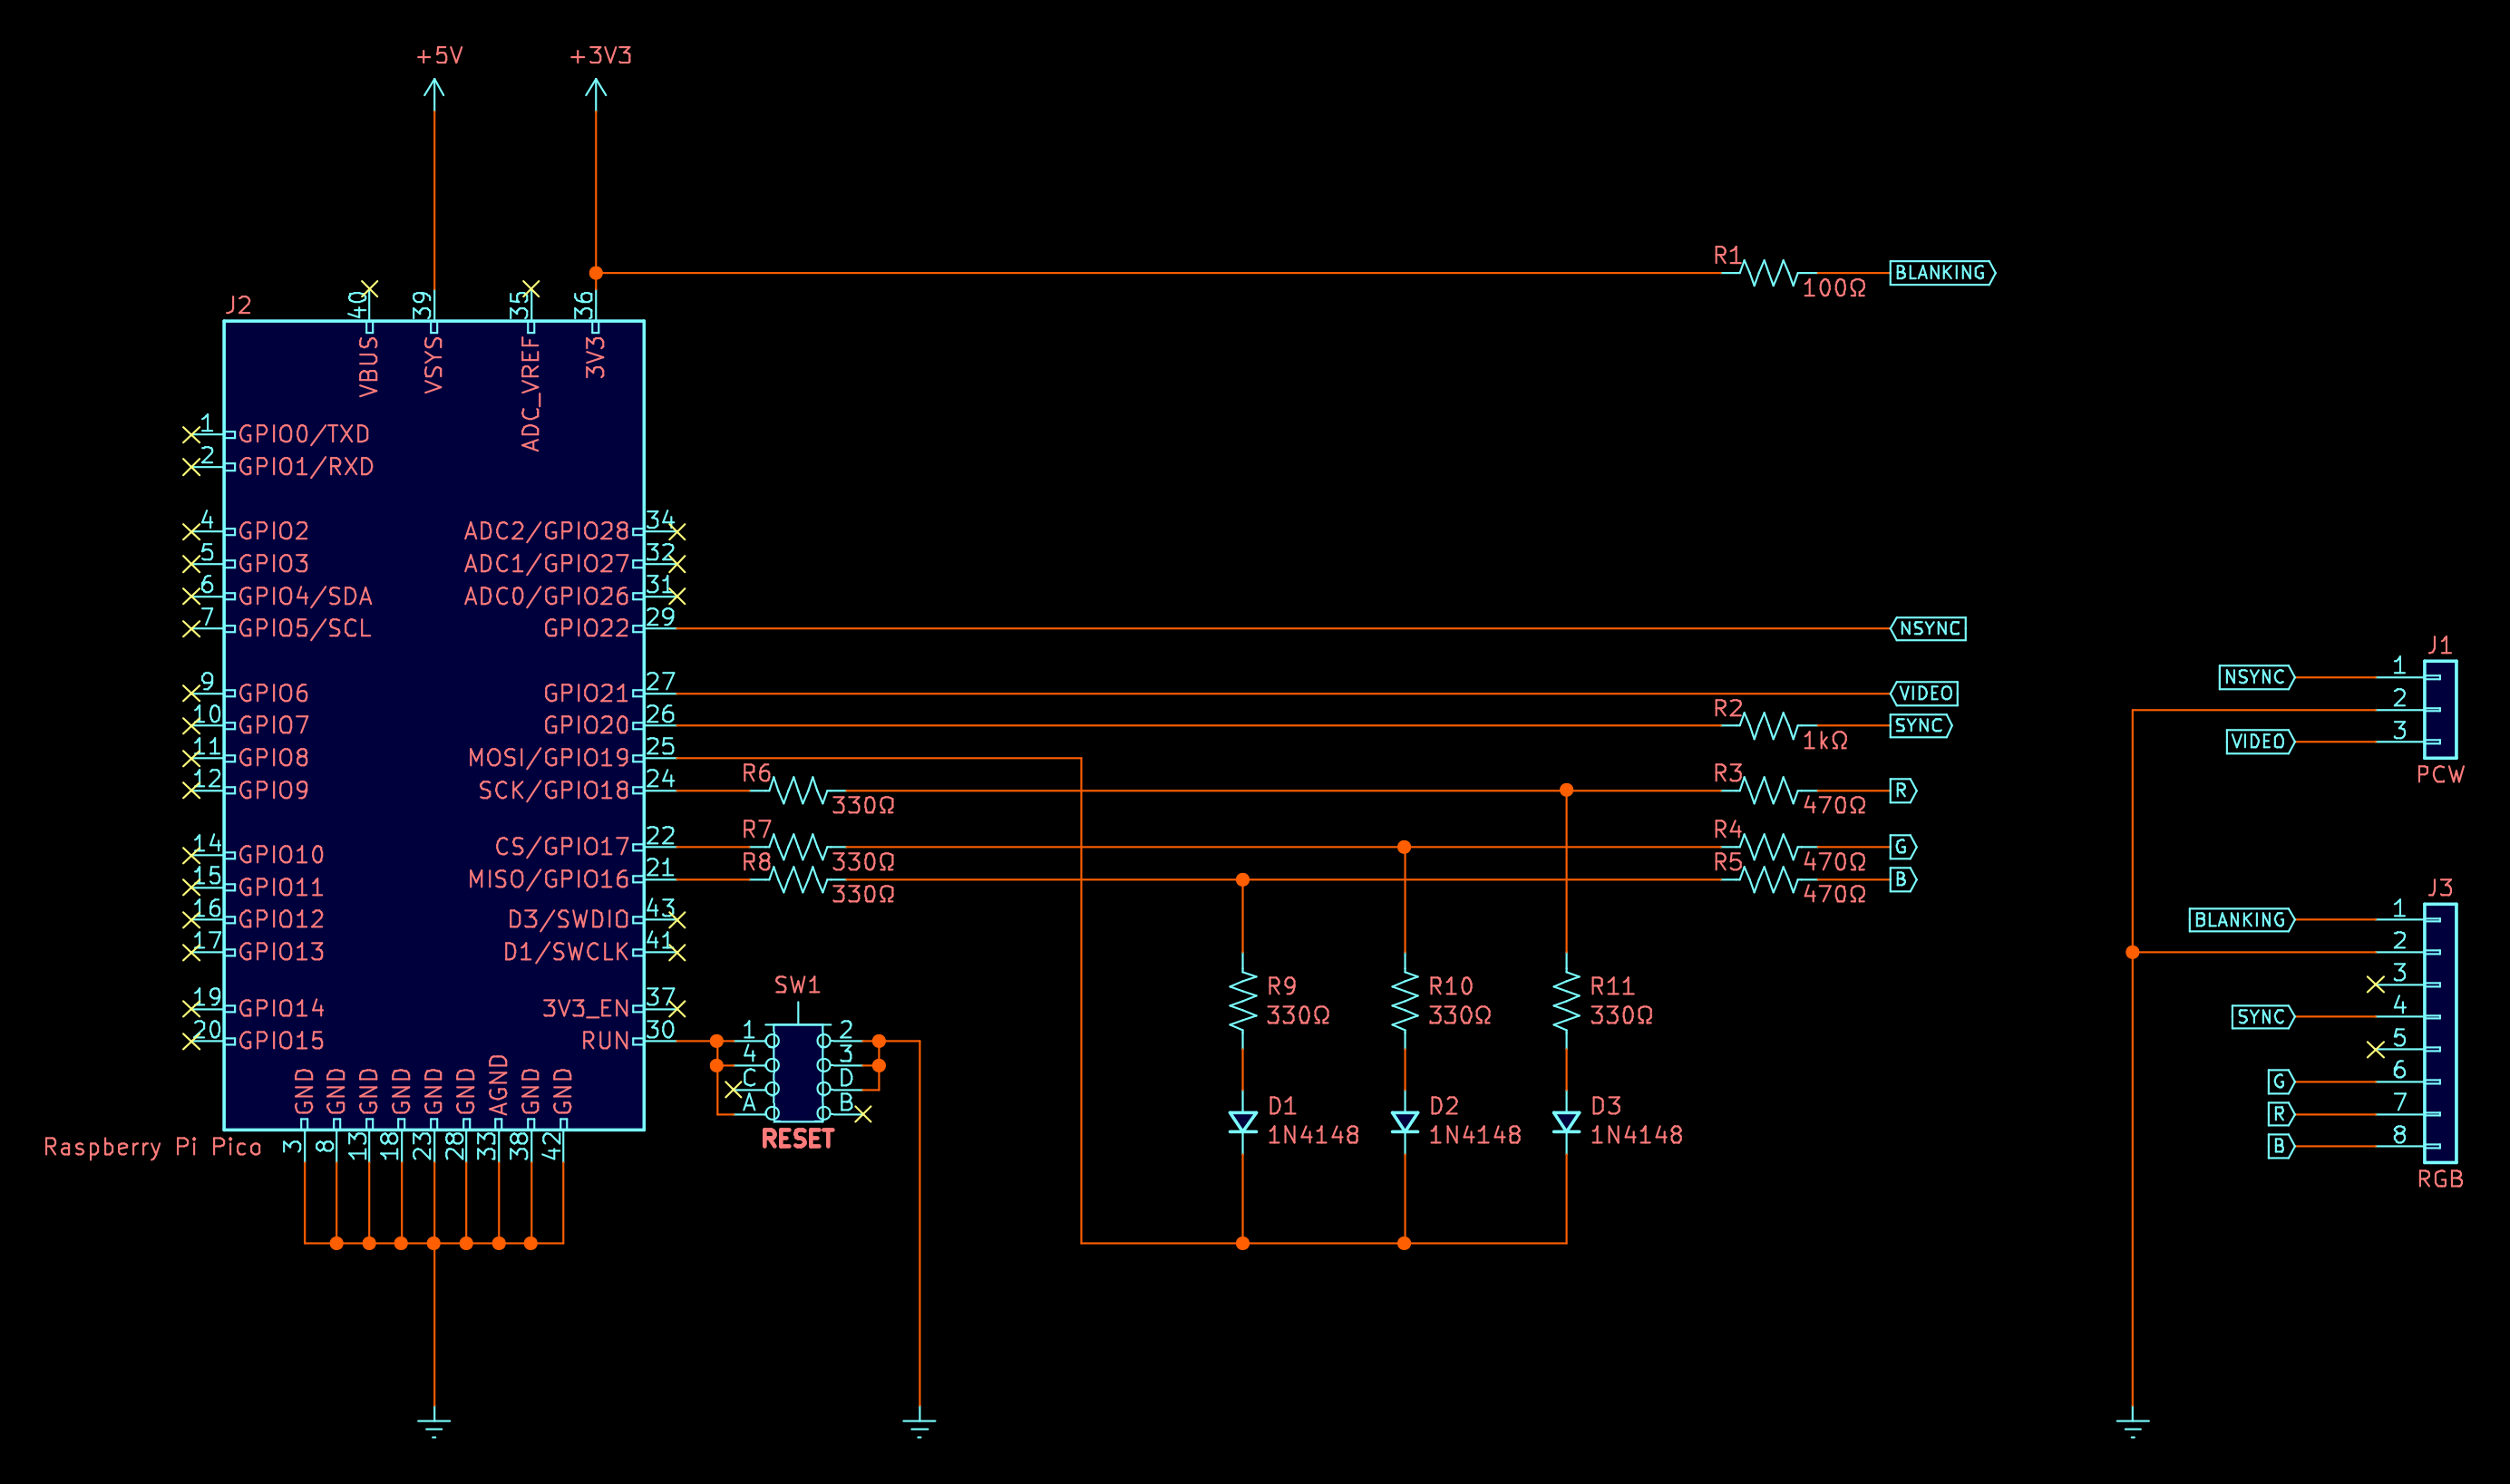 +5V
+3V3
R1
100Ω
BLANKING
J2
40
39
35
36
VBUS
VSYS
ADC_VREF
3V3
1
GPIO0/TXD
2
GPIO1/RXD
4
GPIO2
5
GPIO3
6
GPIO4/SDA
7
GPIO5/SCL
9
GPIO6
10
GPIO7
11
GPIO8
12
GPIO9
14
GPIO10
15
GPIO11
16
GPIO12
17
GPIO13
19
GPIO14
20
GPIO15
ADC2/GPIO28
34
ADC1/GPIO27
32
ADC0/GPIO26
31
GPIO22
29
GPIO21
27
GPIO20
26
MOSI/GPIO19
25
SCK/GPIO18
24
CS/GPIO17
22
MISO/GPIO16
21
D3/SWDIO
43
D1/SWCLK
41
3V3_EN
37
RUN
30
GND
GND
GND
GND
GND
GND
AGND
GND
GND
3
8
13
18
23
28
33
38
42
Raspberry Pi Pico
SW1
1
2
4
3
C
D
A
B
RESET
R6
330Ω
R7
330Ω
R8
330Ω
NSYNC
VIDEO
R2
1kΩ
SYNC
R3
470Ω
R
R4
470Ω
G
R5
470Ω
B
R9
330Ω
R10
330Ω
R11
330Ω
D1
1N4148
D2
1N4148
D3
1N4148
J1
NSYNC
1
2
VIDEO
3
PCW
J3
BLANKING
1
2
3
SYNC
4
5
G
6
R
7
B
8
RGB